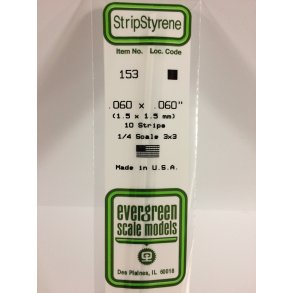 StripStyrene
Item No. Loc. Code
153
.060 x .060"
(1.5 x 1.5 mm)
10 Strips
1/4 Scale 3x3
Made in U.S.A.
evergreen
scale models
Des Plaines, IL 60018